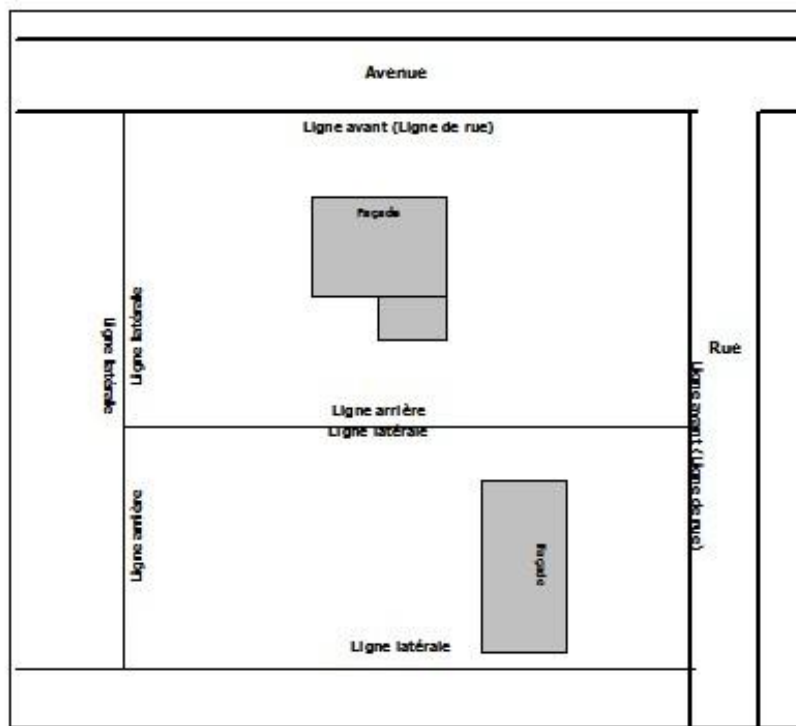 Avenue
Ligne avant (Ligne de rue)
Façade
Ligne latérale
Ligne latérale
Rue
Ligne arrière
Ligne latérale
Ligne avant (Ligne de rue)
Ligne arrière
Façade
Ligne latérale